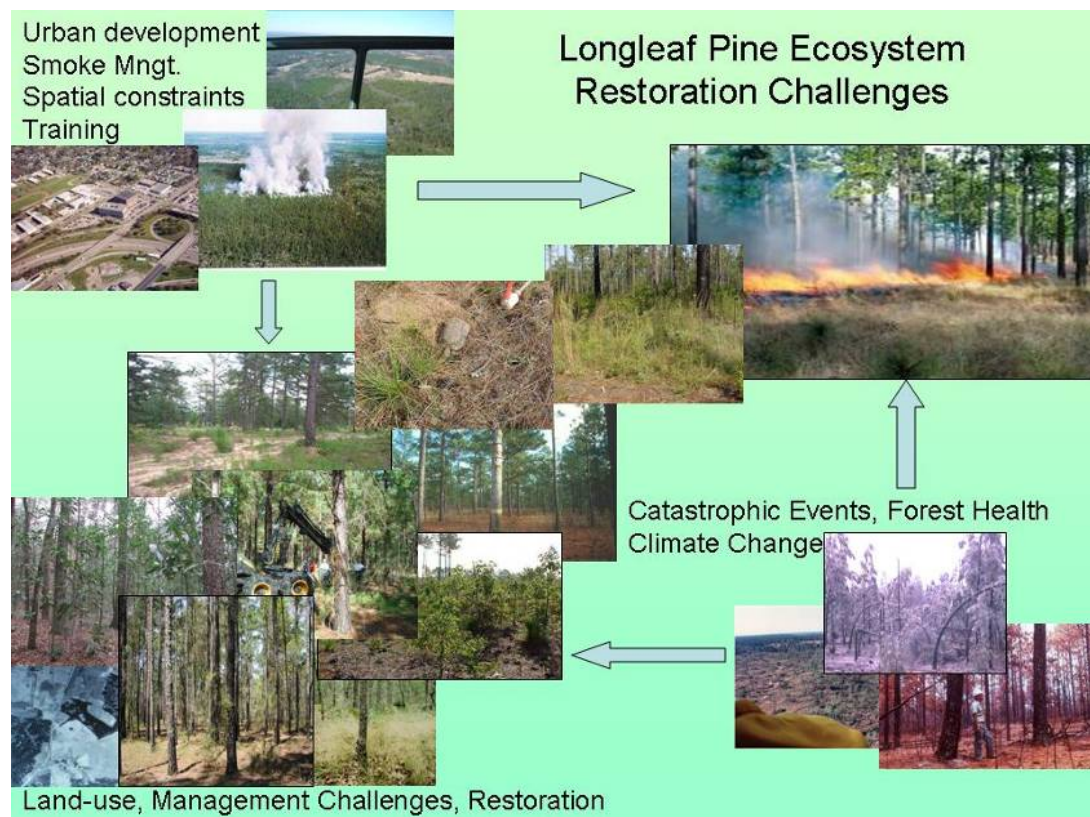 Urban development
Smoke Mngt.
Spatial constraints
Training
Longleaf Pine Ecosystem
Restoration Challenges
Catastrophic Events, Forest Health
Climate Change
Land-use, Management Challenges, Restoration